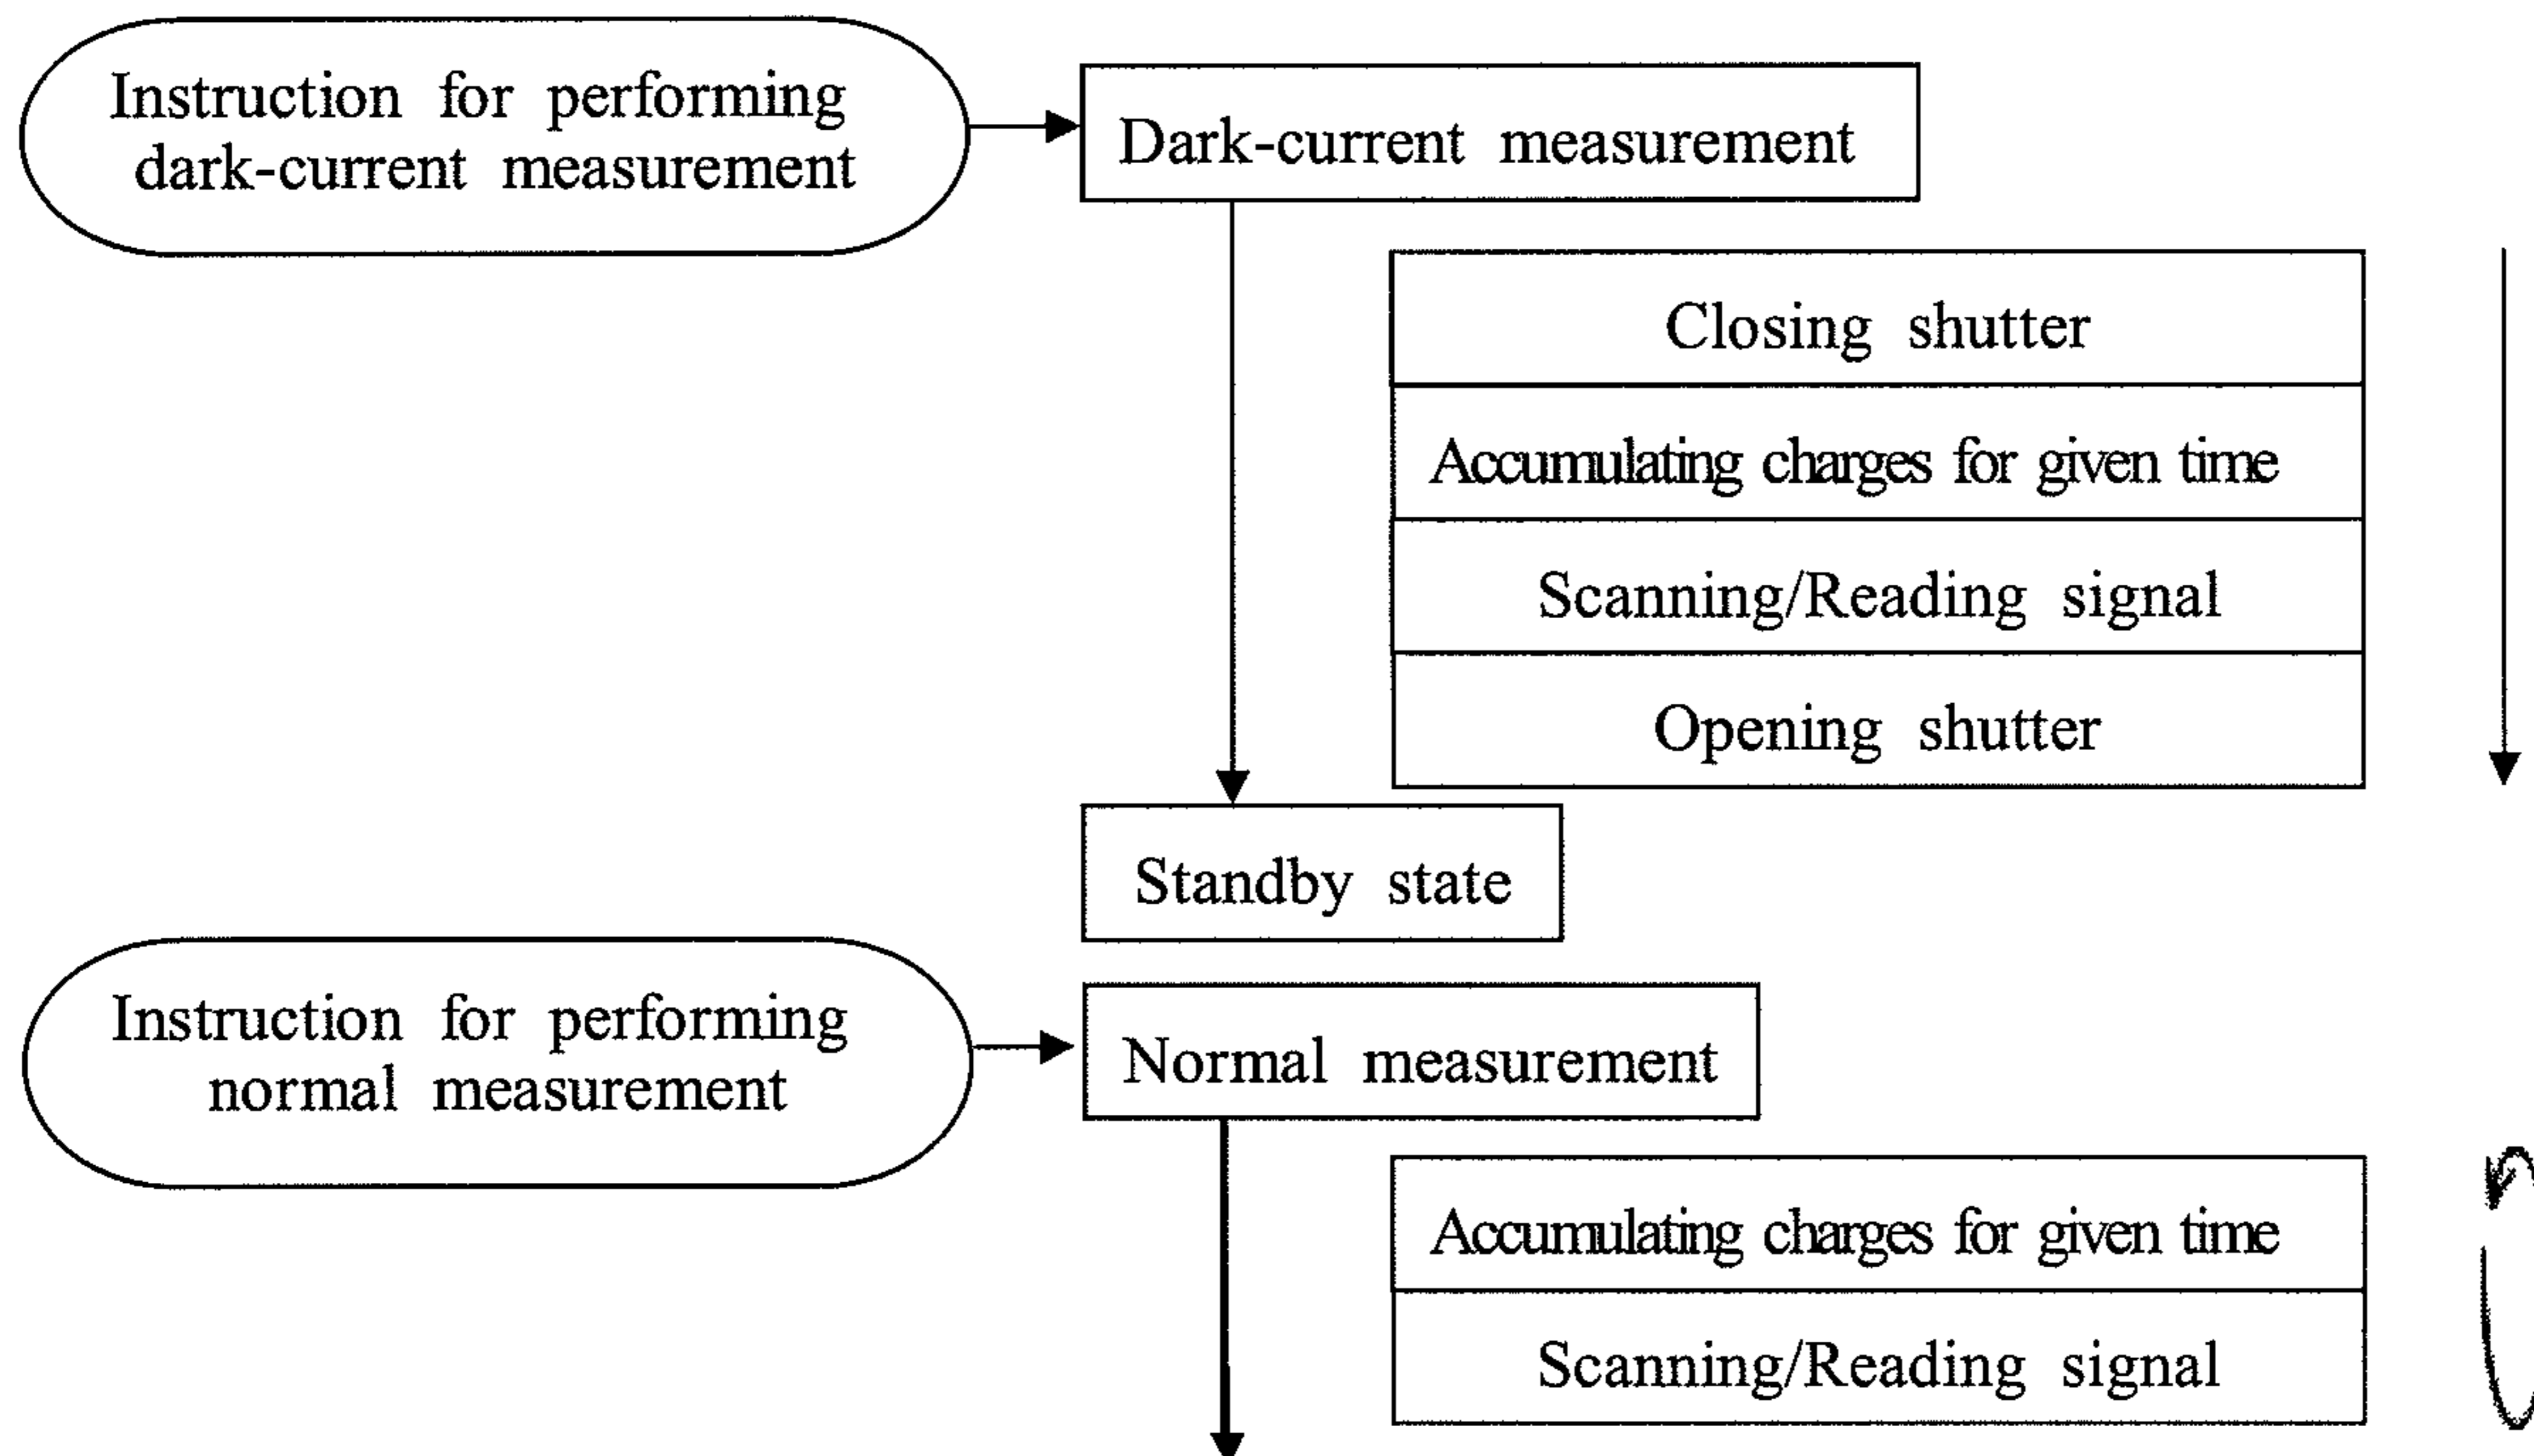 Instruction for performing
dark-current measurement
Dark-current measurement
Closing shutter
Accumulating charges for given time
Scanning/Reading signal
Opening shutter
Standby state
Instruction for performing
normal measurement
Normal measurement
Accumulating charges for given time
Scanning/Reading signal